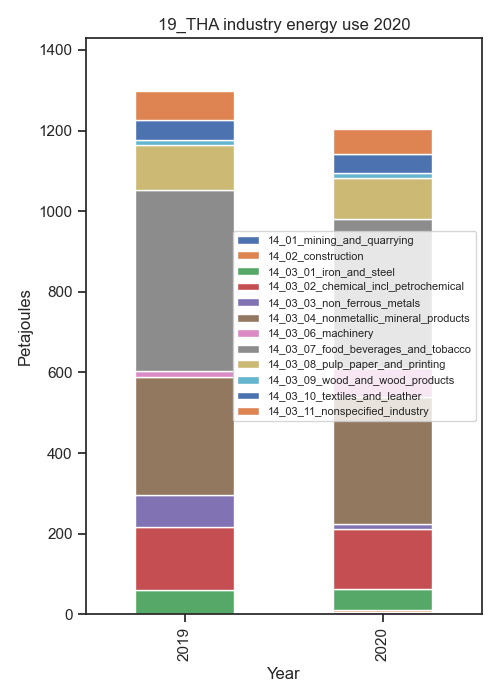 19_THA industry energy use 2020
1400
1200
1000
800
600
400
200
0
Petajoules
14_01_mining_and_quarrying
14_02_construction
14_03_01_iron_and_steel
14_03_02_chemical_incl_petrochemical
14_03_03_non_ferrous_metals
14_03_04_nonmetallic_mineral_products
14_03_06_machinery
14_03_07_food_beverages_and_tobacco
14_03_08_pulp_paper_and_printing
14_03_09_wood_and_wood_products
14_03_10_textiles_and_leather
14_03_11_nonspecified_industry
2019
2020
Year